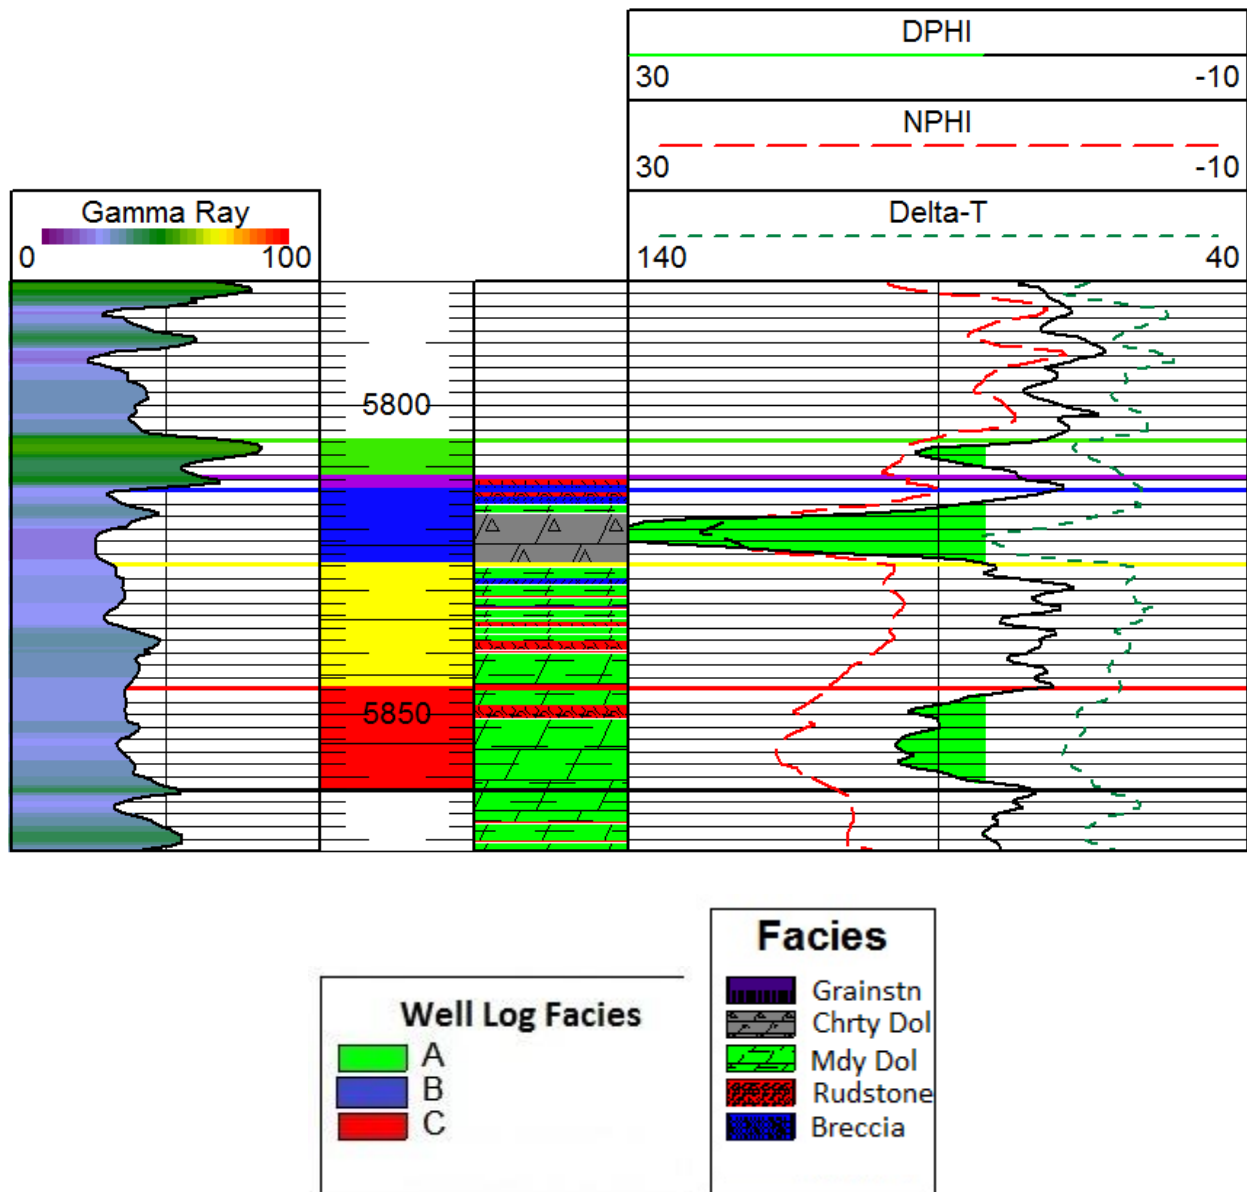 DPHI
30 -10
NPHI
30 -10
Gamma Ray
0 100
Delta-T
140 40
5800
5850
Well Log Facies
A
B
C
Facies
Grainstn
Chrty Dol
Mdy Dol
Rudstone
Breccia